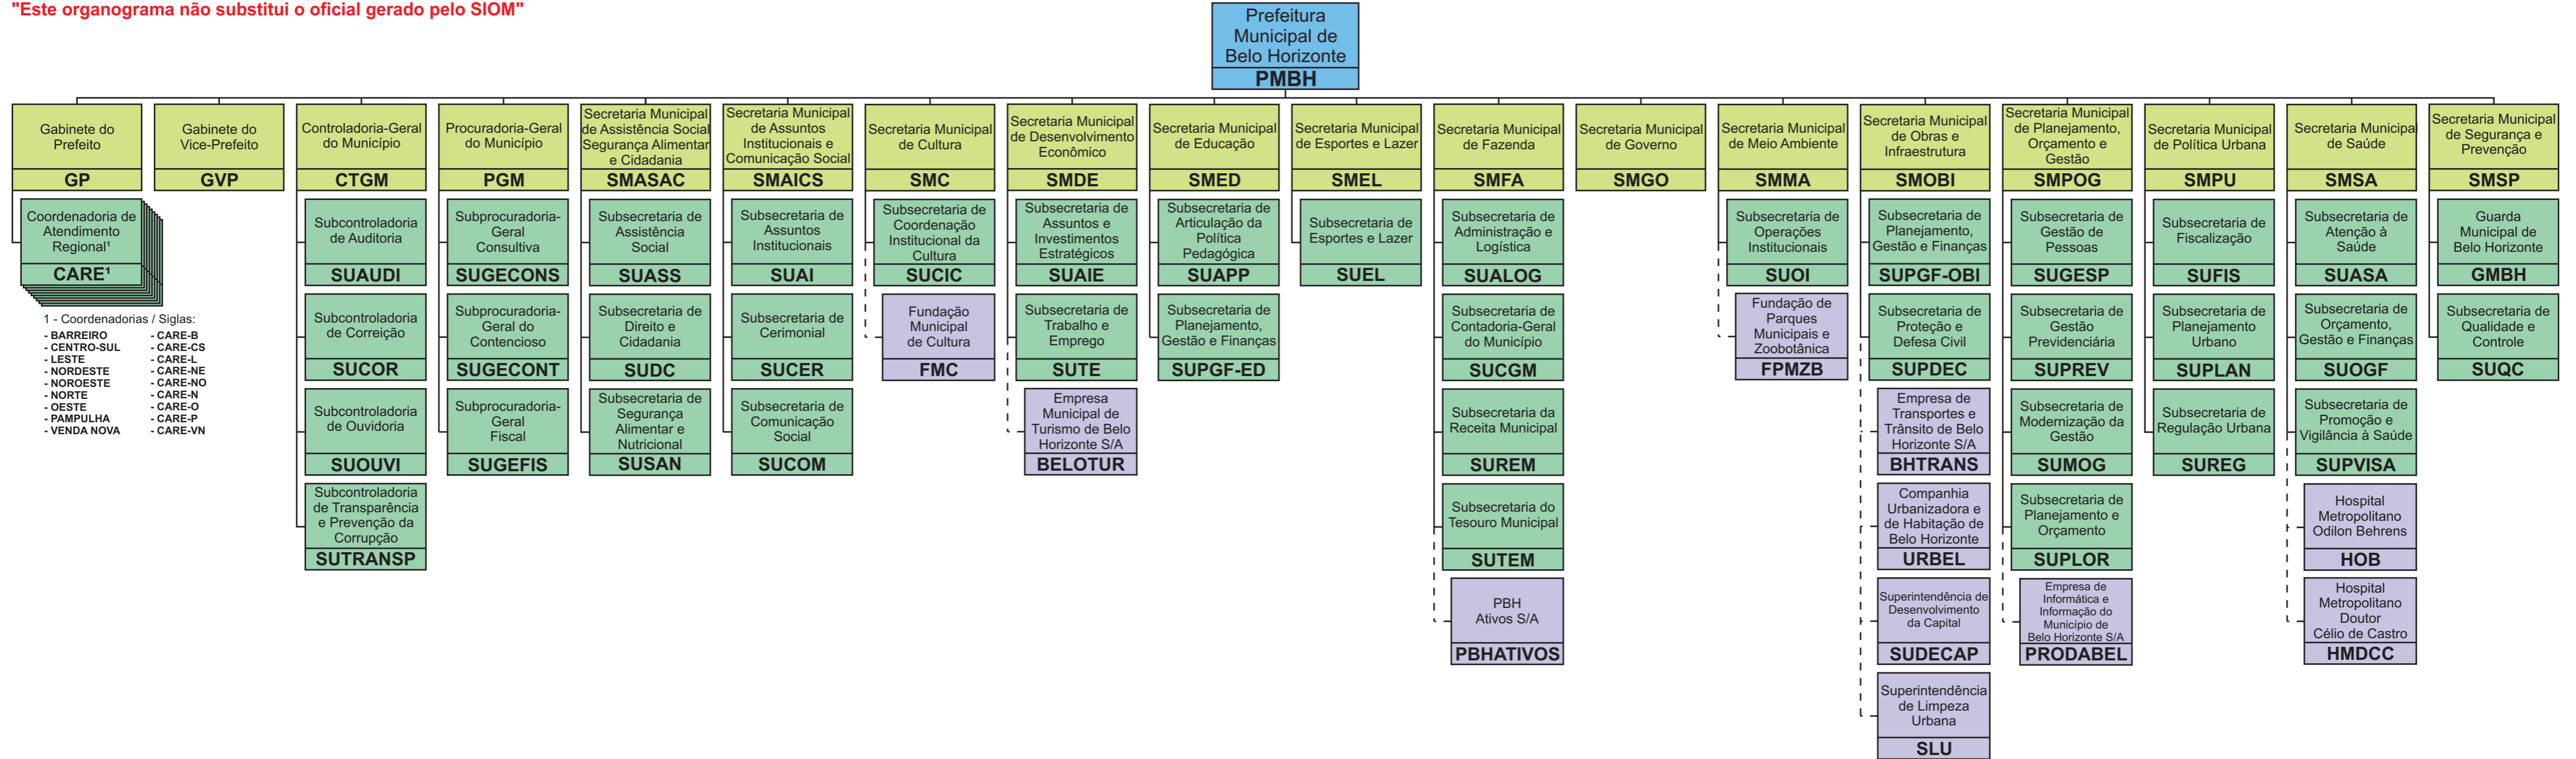 "Este organograma não substitui o oficial gerado pelo SIOM"
Prefeitura
Municipal de
Belo Horizonte
PMBH
Gabinete do
Prefeito
GP
Coordenadoria de
Atendimento
Regional¹
CARE¹
1 - Coordenadorias / Siglas:
- BARREIRO - CARE-B
- CENTRO-SUL - CARE-CS
- LESTE - CARE-L
- NORDESTE - CARE-NE
- NOROESTE - CARE-NO
- NORTE - CARE-N
- OESTE - CARE-O
- PAMPULHA - CARE-P
- VENDA NOVA - CARE-VN
Gabinete do
Vice-Prefeito
GVP
Controladoria-Geral
do Município
CTGM
Subcontroladoria
de Auditoria
SUAUDI
Subcontroladoria
de Correição
SUCOR
Subcontroladoria
de Ouvidoria
SUOUVI
Subcontroladoria
de Transparência
e Prevenção da
Corrupção
SUTRANSP
Procuradoria-Geral
do Município
PGM
Subprocuradoria-
Geral
Consultiva
SUGECONS
Subprocuradoria-
Geral do
Contencioso
SUGECONT
Subprocuradoria-
Geral
Fiscal
SUGEFIS
Secretaria Municipal
de Assistência Social
Segurança Alimentar
e Cidadania
SMASAC
Subsecretaria de
Assistência
Social
SUASS
Subsecretaria de
Direito e
Cidadania
SUDC
Subsecretaria de
Segurança
Alimentar e
Nutricional
SUSAN
Secretaria Municipal
de Assuntos
Institucionais e
Comunicação Social
SMAICS
Subsecretaria de
Assuntos
Institucionais
SUAI
Subsecretaria de
Cerimonial
SUCER
Subsecretaria de
Comunicação
Social
SUCOM
Secretaria Municipal
de Cultura
SMC
Subsecretaria de
Coordenação
Institucional da
Cultura
SUCIC
Fundação
Municipal
de Cultura
FMC
Secretaria Municipal
de Desenvolvimento
Econômico
SMDE
Subsecretaria de
Assuntos e
Investimentos
Estratégicos
SUAIE
Subsecretaria de
Trabalho e
Emprego
SUTE
Empresa
Municipal de
Turismo de Belo
Horizonte S/A
BELOTUR
Secretaria Municipal
de Educação
SMED
Subsecretaria de
Articulação da
Política
Pedagógica
SUAPP
Subsecretaria de
Planejamento,
Gestão e Finanças
SUPGF-ED
Secretaria Municipal
de Esportes e Lazer
SMEL
Subsecretaria de
Esportes e Lazer
SUEL
Secretaria Municipal
de Fazenda
SMFA
Subsecretaria de
Administração e
Logística
SUALOG
Subsecretaria de
Contadoria-Geral
do Município
SUCGM
Subsecretaria da
Receita Municipal
SUREM
Subsecretaria do
Tesouro Municipal
SUTEM
PBH
Ativos S/A
PBHATIVOS
Secretaria Municipal
de Governo
SMGO
Secretaria Municipal
de Meio Ambiente
SMMA
Subsecretaria de
Operações
Institucionais
SUOI
Fundação de
Parques
Municipais e
Zoobotânica
FPMZB
Secretaria Municipal
de Obras e
Infraestrutura
SMOBI
Subsecretaria de
Planejamento,
Gestão e Finanças
SUPGF-OBI
Subsecretaria de
Proteção e
Defesa Civil
SUPDEC
Empresa de
Transportes e
Trânsito de Belo
Horizonte S/A
BHTRANS
Companhia
Urbanizadora e
de Habitação de
Belo Horizonte
URBEL
Superintendência de
Desenvolvimento
da Capital
SUDECAP
Superintendência
de Limpeza
Urbana
SLU
Secretaria Municipal
de Planejamento,
Orçamento e
Gestão
SMPOG
Subsecretaria de
Gestão de
Pessoas
SUGESP
Subsecretaria de
Gestão
Previdenciária
SUPREV
Subsecretaria de
Modernização da
Gestão
SUMOG
Subsecretaria de
Planejamento e
Orçamento
SUPLOR
Empresa de
Informática e
Informação do
Município de
Belo Horizonte S/A
PRODABEL
Secretaria Municipal
de Política Urbana
SMPU
Subsecretaria de
Fiscalização
SUFIS
Subsecretaria de
Planejamento
Urbano
SUPLAN
Subsecretaria de
Regulação Urbana
SUREG
Secretaria Municipal
de Saúde
SMSA
Subsecretaria de
Atenção à
Saúde
SUASA
Subsecretaria de
Orçamento,
Gestão e Finanças
SUOGF
Subsecretaria de
Promoção e
Vigilância à Saúde
SUPVISA
Hospital
Metropolitano
Odilon Behrens
HOB
Hospital
Metropolitano
Doutor
Célio de Castro
HMDCC
Secretaria Municipal
de Segurança e
Prevenção
SMSP
Guarda
Municipal de
Belo Horizonte
GMBH
Subsecretaria de
Qualidade e
Controle
SUQC